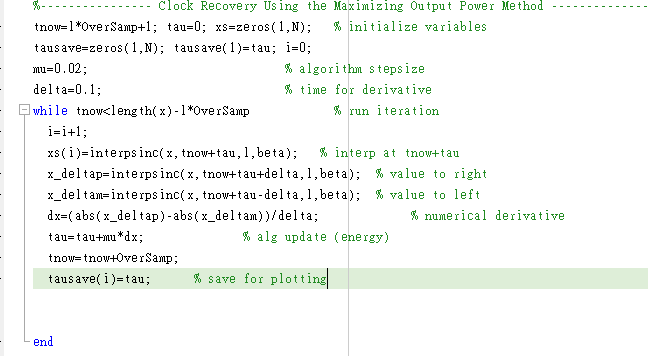 %---------------- Clock Recovery Using the Maximizing Output Power Method --------------
tnow=l*OverSamp+1; tau=0; xs=zeros(1,N); % initialize variables
tausave=zeros(1,N); tausave(1)=tau; i=0;
mu=0.02; % algorithm stepsize
delta=0.1; % time for derivative
while tnow<length(x)-l*OverSamp % run iteration
i=i+1;
xs(i)=interpsinc(x,tnow+tau,l,beta); % interp at tnow+tau
x_deltap=interpsinc(x,tnow+tau+delta,l,beta); % value to right
x_deltam=interpsinc(x,tnow+tau-delta,l,beta); % value to left
dx=(abs(x_deltap)-abs(x_deltam))/delta; % numerical derivative
tau=tau+mu*dx; % alg update (energy)
tnow=tnow+OverSamp;
tausave(i)=tau; % save for plotting
end